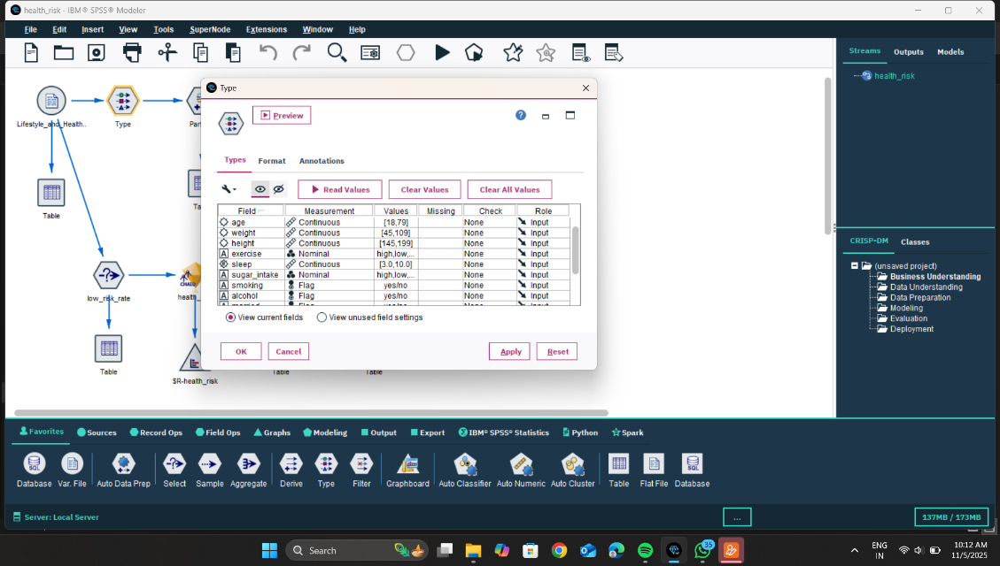 health_risk - IBM® SPSS® Modeler
File Edit Insert View Tools SuperNode Extensions Window Help
Streams Outputs Models
health_risk
Lifestyle_and_Health..
Type
Table
low_risk_rate
Table
CHAID
$R-health_risk
Table
Table
Type
Preview
?
Types Format Annotations
Read Values Clear Values Clear All Values
Field Measurement Values Missing Check Role
age Continuous [18,79] None Input
weight Continuous [45,109] None Input
height Continuous [145,199] None Input
A exercise Nominal high,low,... None Input
sleep Continuous [3.0,10.0] None Input
A sugar_intake Nominal high,low,... None Input
A smoking Flag yes/no None Input
A alcohol Flag yes/no None Input
View current fields View unused field settings
OK Cancel Apply Reset
CRISP-DM Classes
(unsaved project)
Business Understanding
Data Understanding
Data Preparation
Modeling
Evaluation
Deployment
Favorites Sources Record Ops Field Ops Graphs Modeling Output Export IBM® SPSS® Statistics Python Spark
SQL SQL
Database Var. File Auto Data Prep Select Sample Aggregate Derive Type Filter Graphboard Auto Classifier Auto Numeric Auto Cluster Table Flat File Database
Server: Local Server ... 137MB / 173MB
Search
35
ENG
IN
10:12 AM
11/5/2025